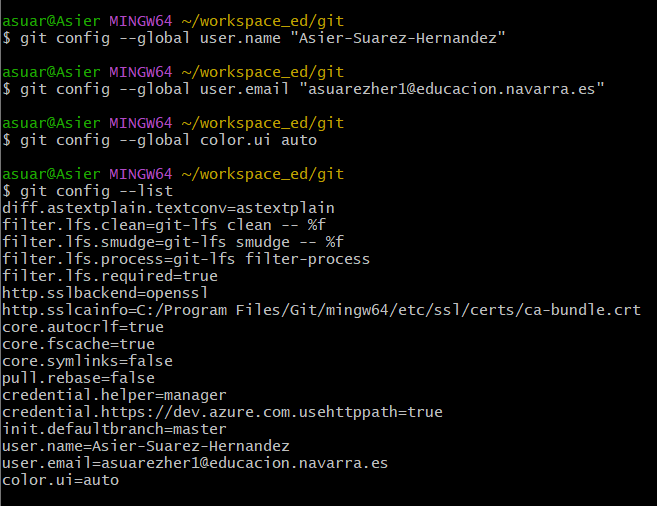 asuar@Asier MINGW64 ~/workspace_ed/git
$ git config --global user.name "Asier-Suarez-Hernandez"
asuar@Asier MINGW64 ~/workspace_ed/git
$ git config --global user.email "asuarezher1@educacion.navarra.es"
asuar@Asier MINGW64 ~/workspace_ed/git
$ git config --global color.ui auto
asuar@Asier MINGW64 ~/workspace_ed/git
$ git config --list
diff.astextplain.textconv=astextplain
filter.lfs.clean=git-lfs clean -- %f
filter.lfs.smudge=git-lfs smudge -- %f
filter.lfs.process=git-lfs filter-process
filter.lfs.required=true
http.sslbackend=openssl
http.sslcainfo=C:/Program Files/Git/mingw64/etc/ssl/certs/ca-bundle.crt
core.autocrlf=true
core.fscache=true
core.symlinks=false
pull.rebase=false
credential.helper=manager
credential.https://dev.azure.com.usehttppath=true
init.defaultbranch=master
user.name=Asier-Suarez-Hernandez
user.email=asuarezher1@educacion.navarra.es
color.ui=auto